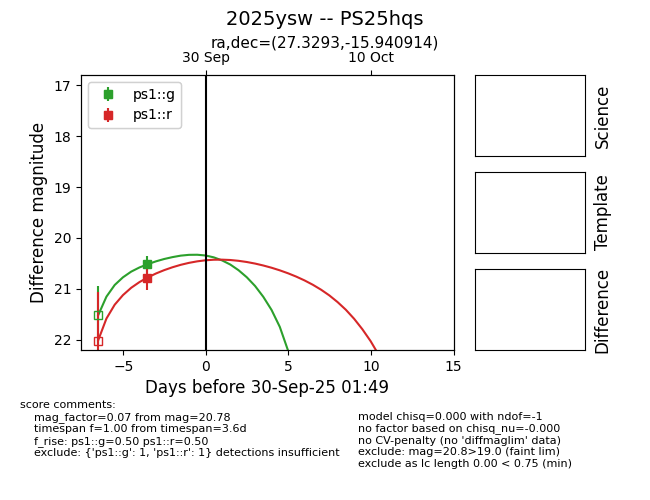 2025ysw -- PS25hqs
ra,dec=(27.3293,-15.940914)
30 Sep
10 Oct
ps1::g
ps1::r
17
18
19
20
21
22
Difference magnitude
−5
0
5
10
15
Days before 30-Sep-25 01:49
Science
Template
Difference
score comments:
mag_factor=0.07 from mag=20.78
timespan f=1.00 from timespan=3.6d
f_rise: ps1::g=0.50 ps1::r=0.50
exclude: {'ps1::g': 1, 'ps1::r': 1} detections insufficient
model chisq=0.000 with ndof=-1
no factor based on chisq_nu=-0.000
no CV-penalty (no 'diffmaglim' data)
exclude: mag=20.8>19.0 (faint lim)
exclude as lc length 0.00 < 0.75 (min)